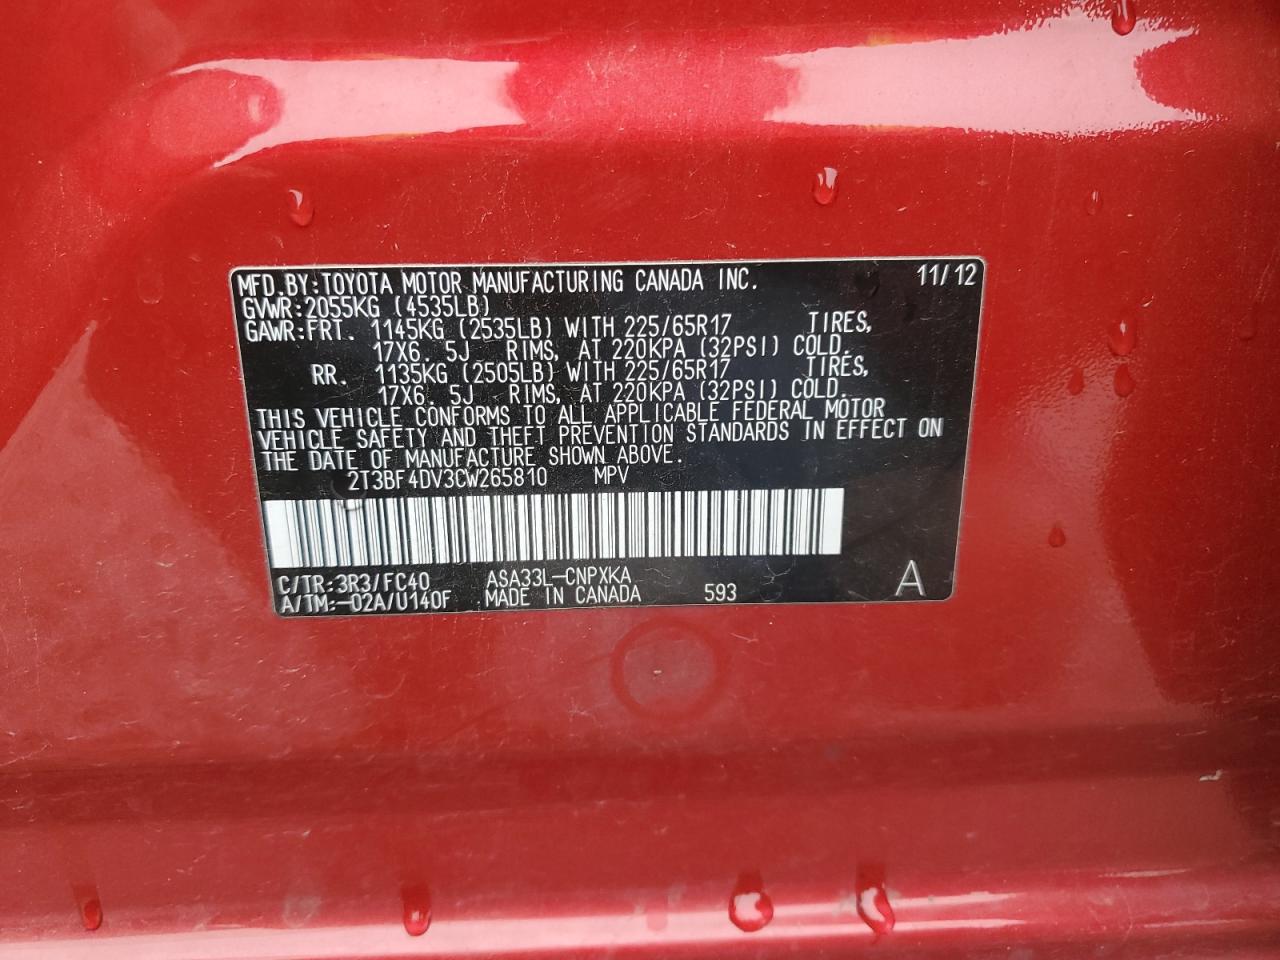 MFD.BY:TOYOTA MOTOR MANUFACTURING CANADA INC. 11/12
GVWR:2055KG (4535LB)
GAWR:FRT. 1145KG (2535LB) WITH 225/65R17 TIRES,
17X6.5J RIMS, AT 220KPA (32PSI) COLD.
RR. 1135KG (2505LB) WITH 225/65R17 TIRES,
17X6.5J RIMS, AT 220KPA (32PSI) COLD.
THIS VEHICLE CONFORMS TO ALL APPLICABLE FEDERAL MOTOR
VEHICLE SAFETY AND THEFT PREVENTION STANDARDS IN EFFECT ON
THE DATE OF MANUFACTURE SHOWN ABOVE.
2T3BF4DV3CW265810 MPV
C/TR:3R3/FC40 ASA33L-CNPXKA
A/TM:-02A/U140F MADE IN CANADA 593 A